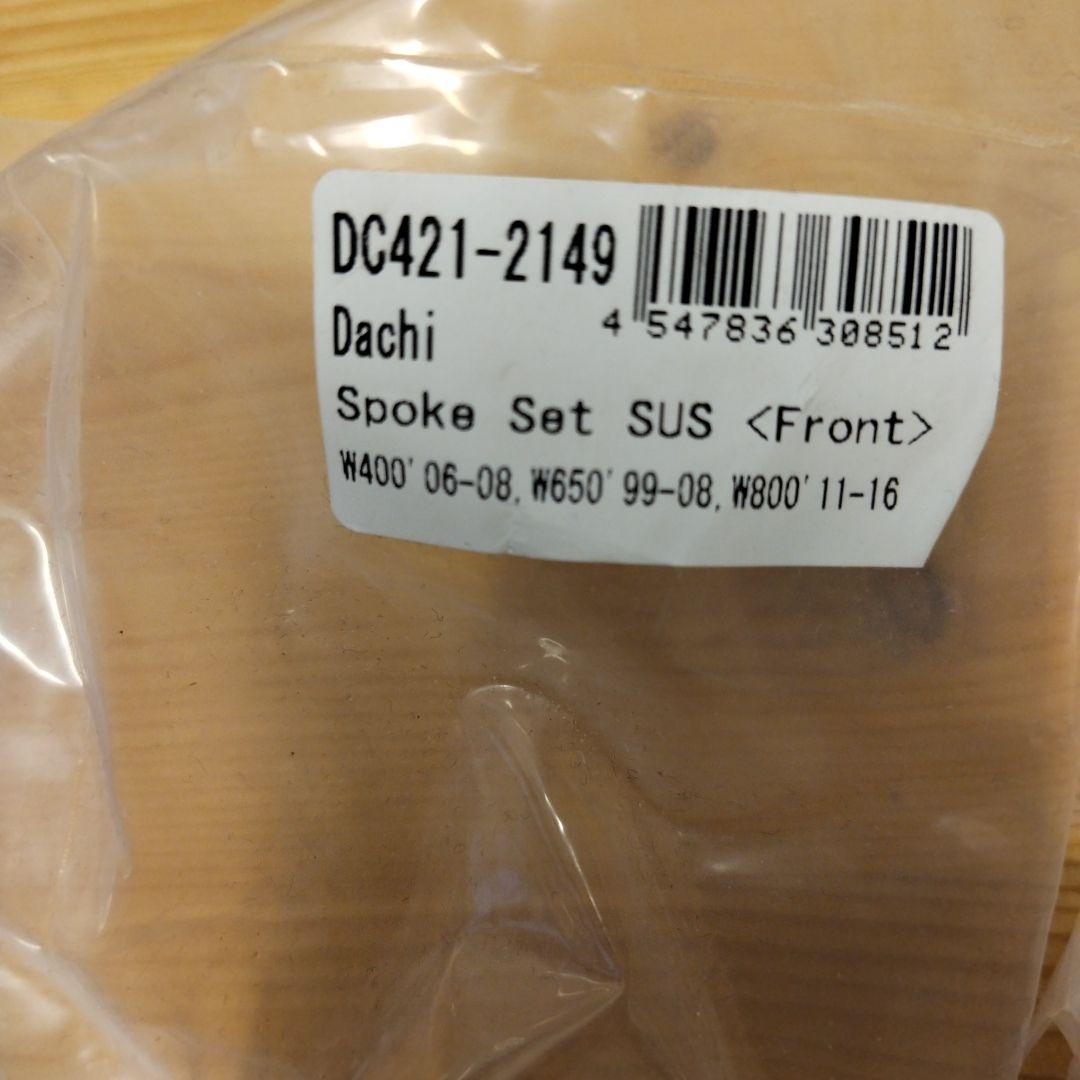 DC421-2149
4 547836 308512
Dachi
Spoke Set SUS <Front>
W400'06-08, W650'99-08, W800'11-16